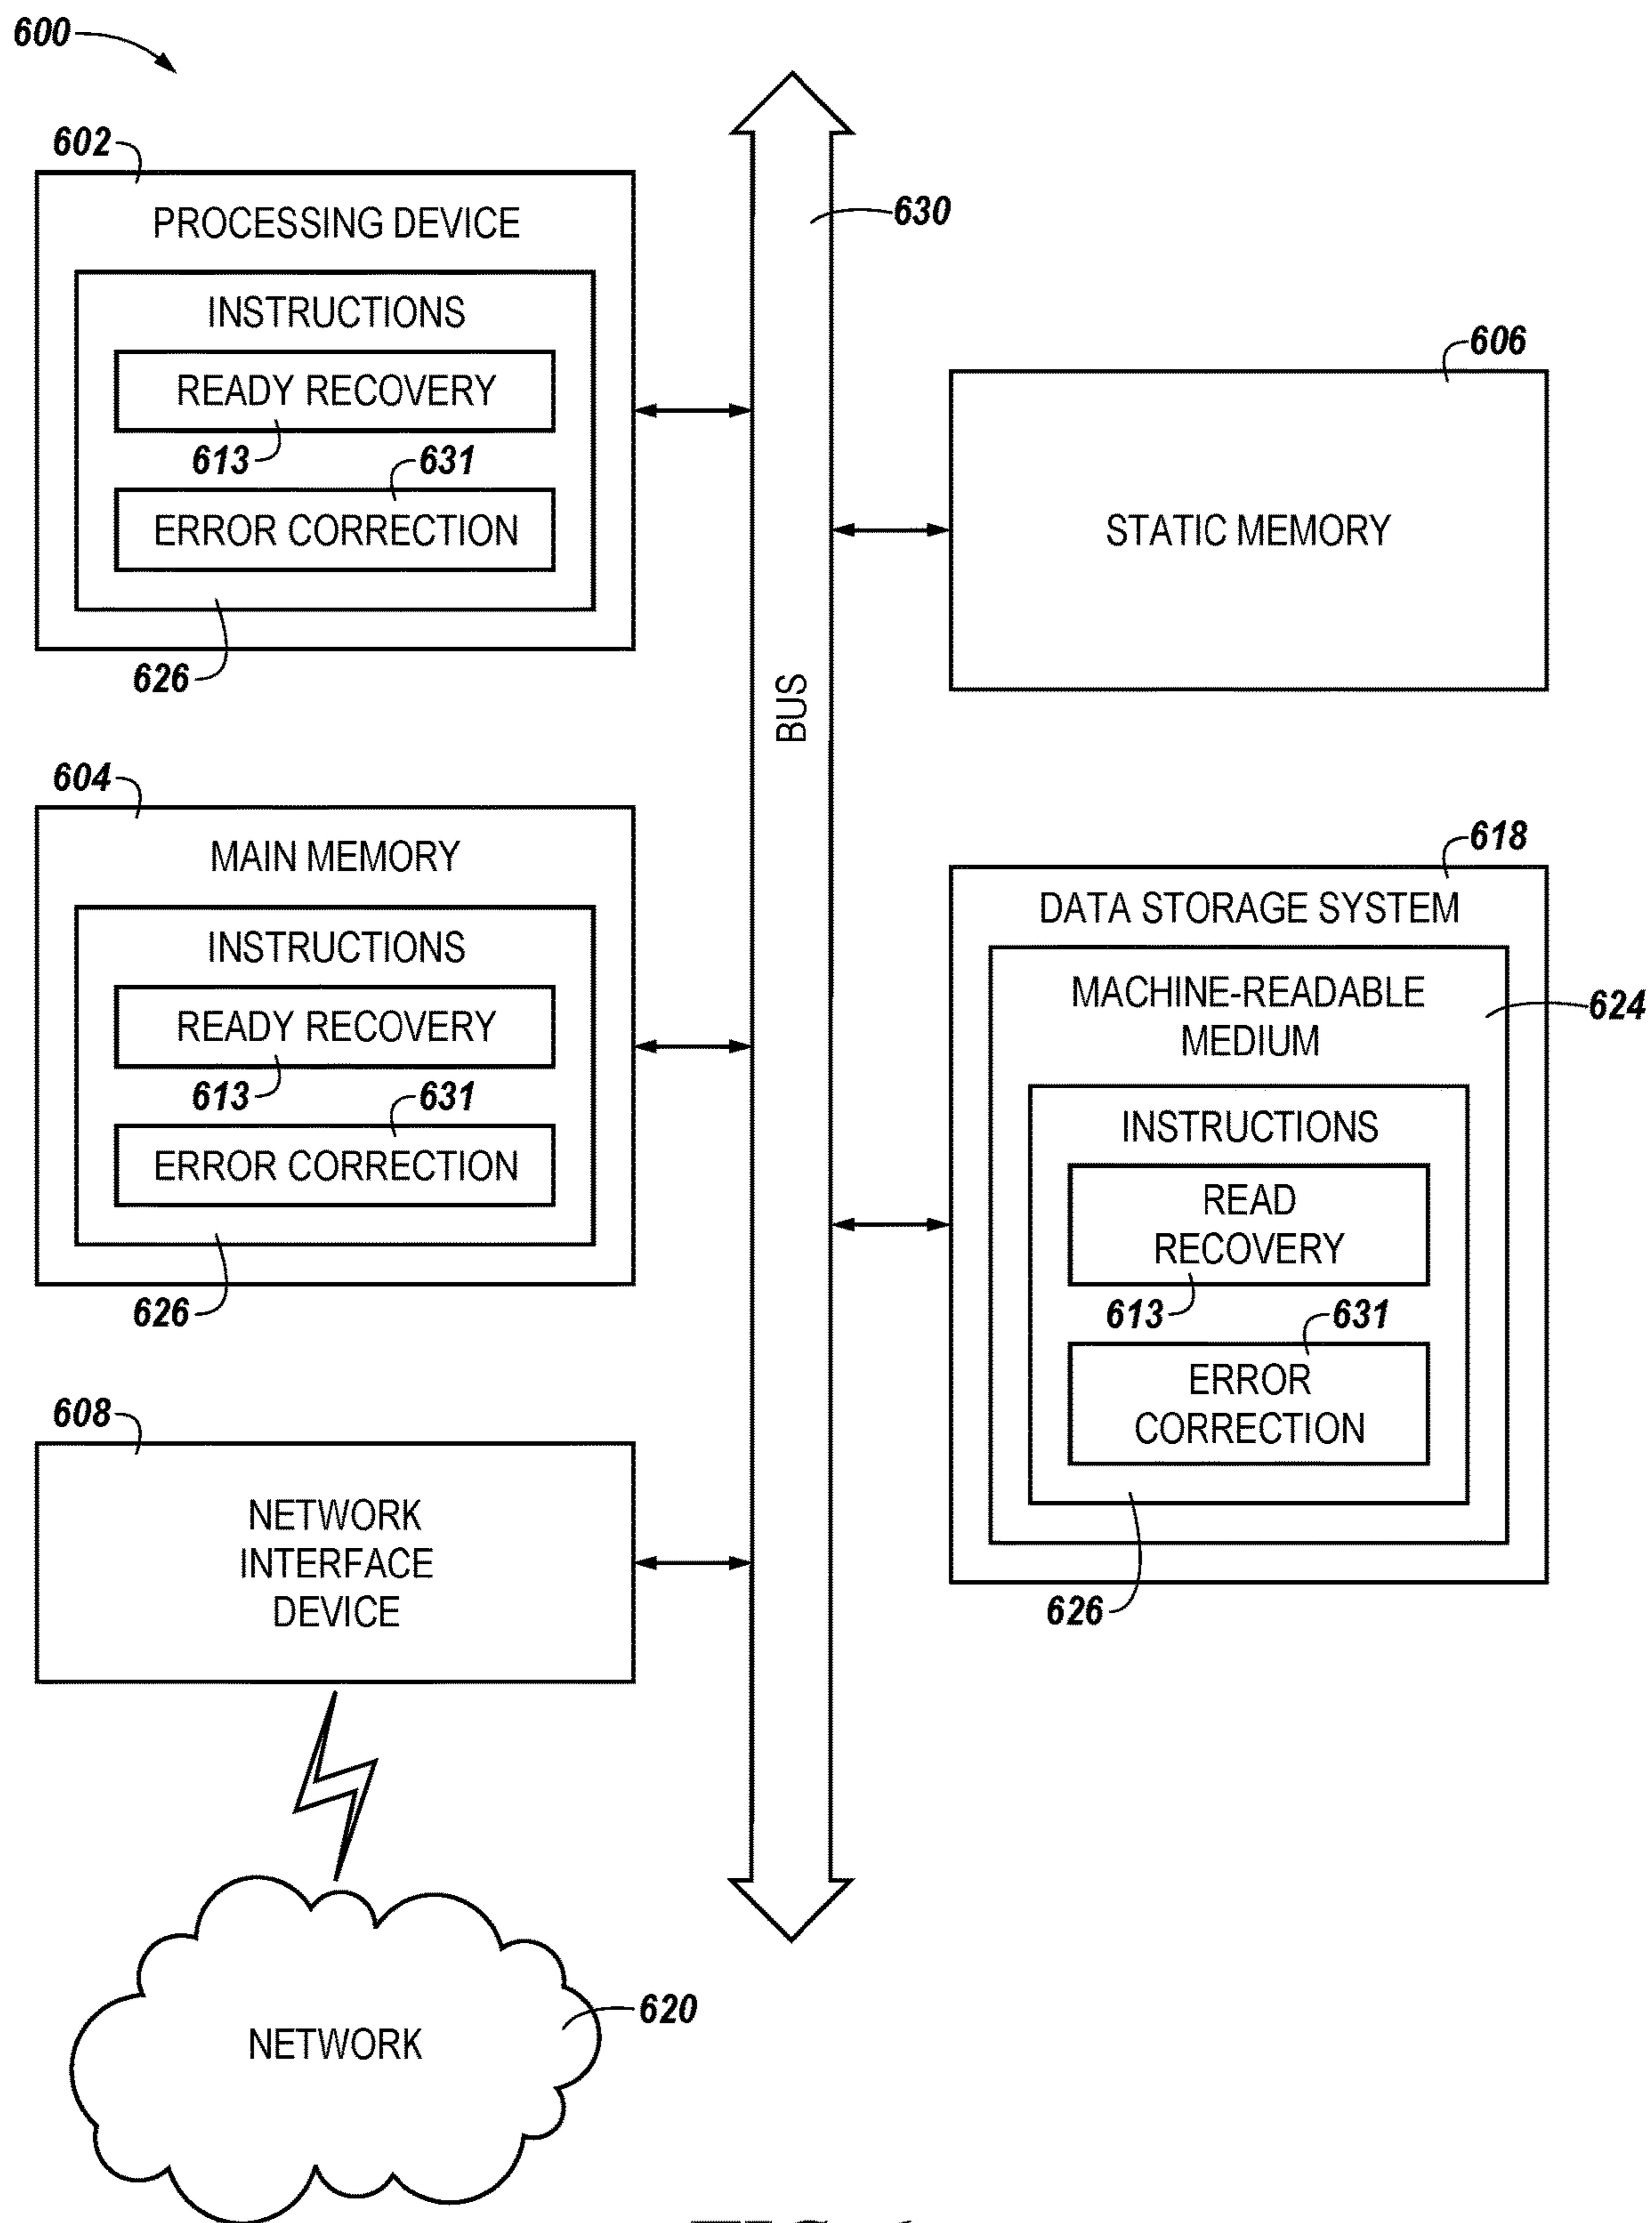 600
602
PROCESSING DEVICE
INSTRUCTIONS
READY RECOVERY
613
631
ERROR CORRECTION
626
630
BUS
606
STATIC MEMORY
604
MAIN MEMORY
INSTRUCTIONS
READY RECOVERY
613
631
ERROR CORRECTION
626
618
DATA STORAGE SYSTEM
MACHINE-READABLE
MEDIUM
624
INSTRUCTIONS
READ
RECOVERY
613
631
ERROR
CORRECTION
626
608
NETWORK
INTERFACE
DEVICE
NETWORK
620